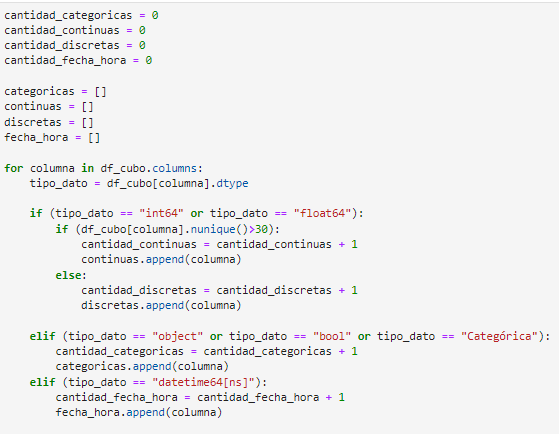 cantidad_categoricas = 0
cantidad_continuas = 0
cantidad_discretas = 0
cantidad_fecha_hora = 0

categoricas = []
continuas = []
discretas = []
fecha_hora = []

for columna in df_cubo.columns:
    tipo_dato = df_cubo[columna].dtype

    if (tipo_dato == "int64" or tipo_dato == "float64"):
        if (df_cubo[columna].nunique()>30):
            cantidad_continuas = cantidad_continuas + 1
            continuas.append(columna)
        else:
            cantidad_discretas = cantidad_discretas + 1
            discretas.append(columna)

    elif (tipo_dato == "object" or tipo_dato == "bool" or tipo_dato == "Categórica"):
        cantidad_categoricas = cantidad_categoricas + 1
        categoricas.append(columna)
    elif (tipo_dato == "datetime64[ns]"):
        cantidad_fecha_hora = cantidad_fecha_hora + 1
        fecha_hora.append(columna)